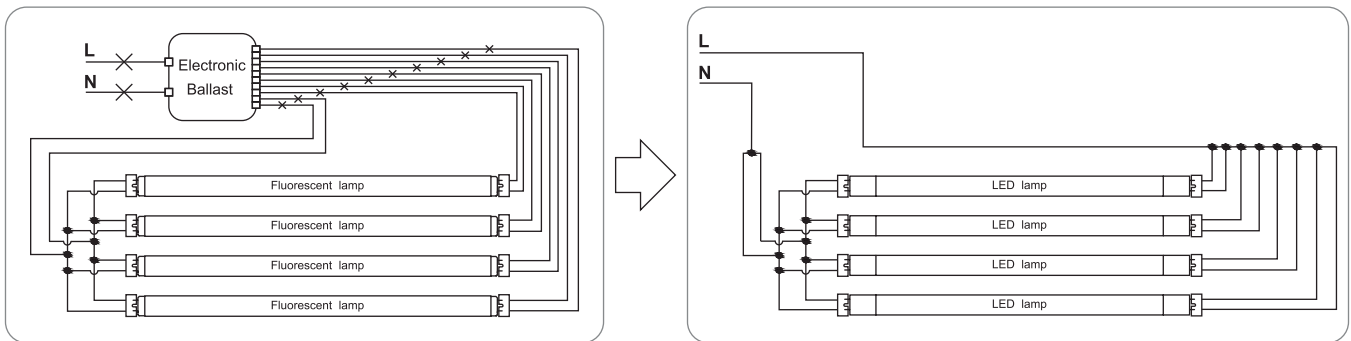 L
N
Electronic
Ballast
Fluorescent lamp
Fluorescent lamp
Fluorescent lamp
Fluorescent lamp
L
N
LED lamp
LED lamp
LED lamp
LED lamp